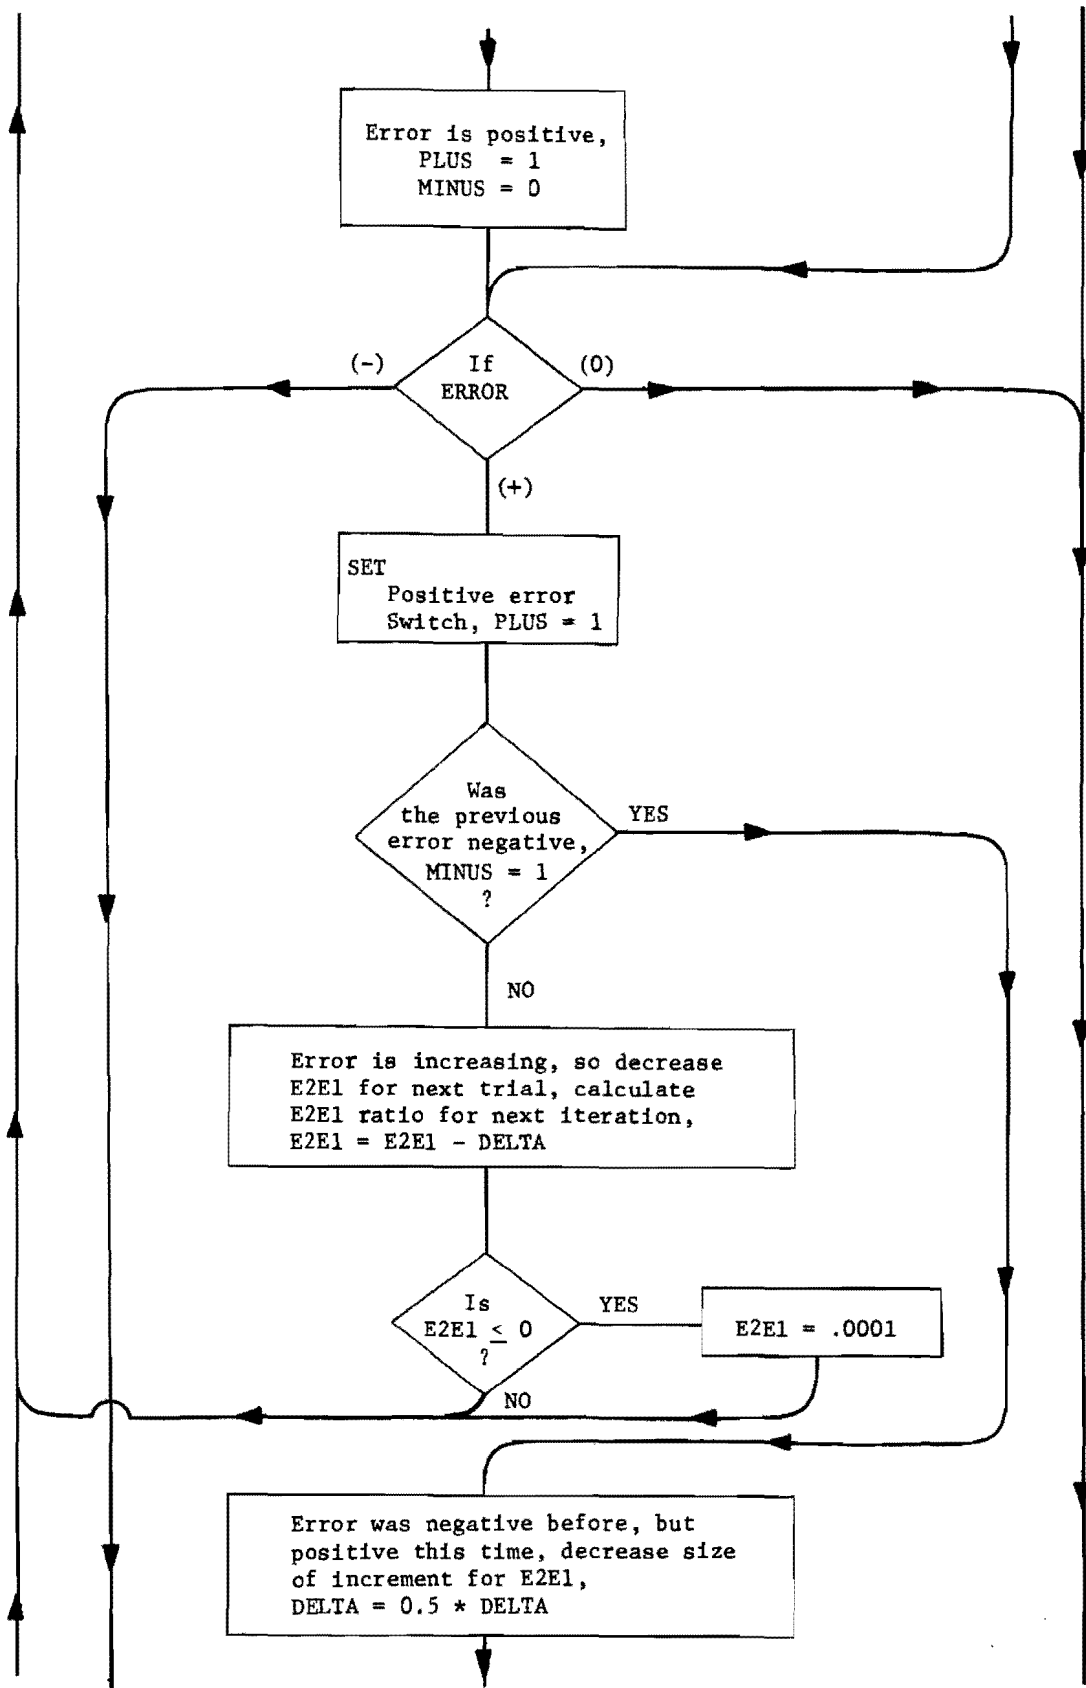 Error is positive,
PLUS = 1
MINUS = 0
(-)
If
ERROR
(0)
(+)
SET
Positive error
Switch, PLUS = 1
Was
the previous
error negative,
MINUS = 1
?
YES
NO
Error is increasing, so decrease
E2E1 for next trial, calculate
E2E1 ratio for next iteration,
E2E1 = E2E1 - DELTA
Is
E2E1 ≤ 0
?
YES
E2E1 = .0001
NO
Error was negative before, but
positive this time, decrease size
of increment for E2E1,
DELTA = 0.5 * DELTA